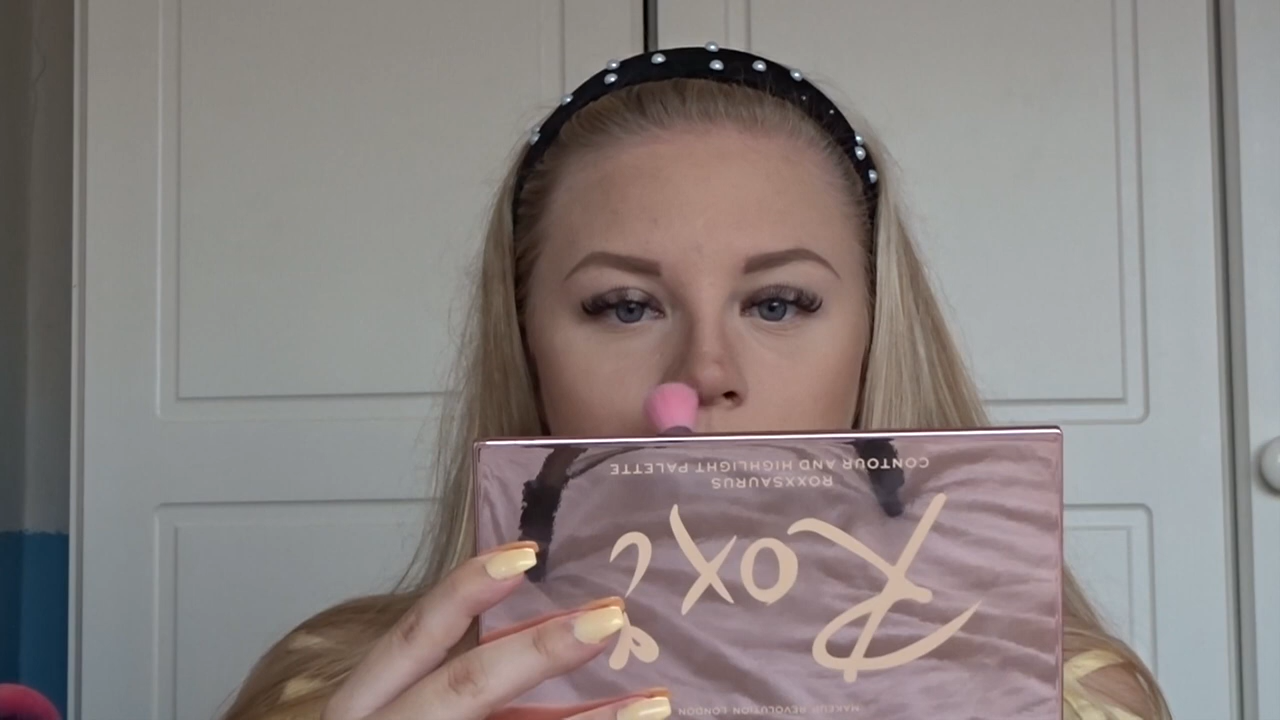 MAKEUP REVOLUTION LONDON
Roxi
ROXXSAURUS
CONTOUR AND HIGHLIGHT PALETTE